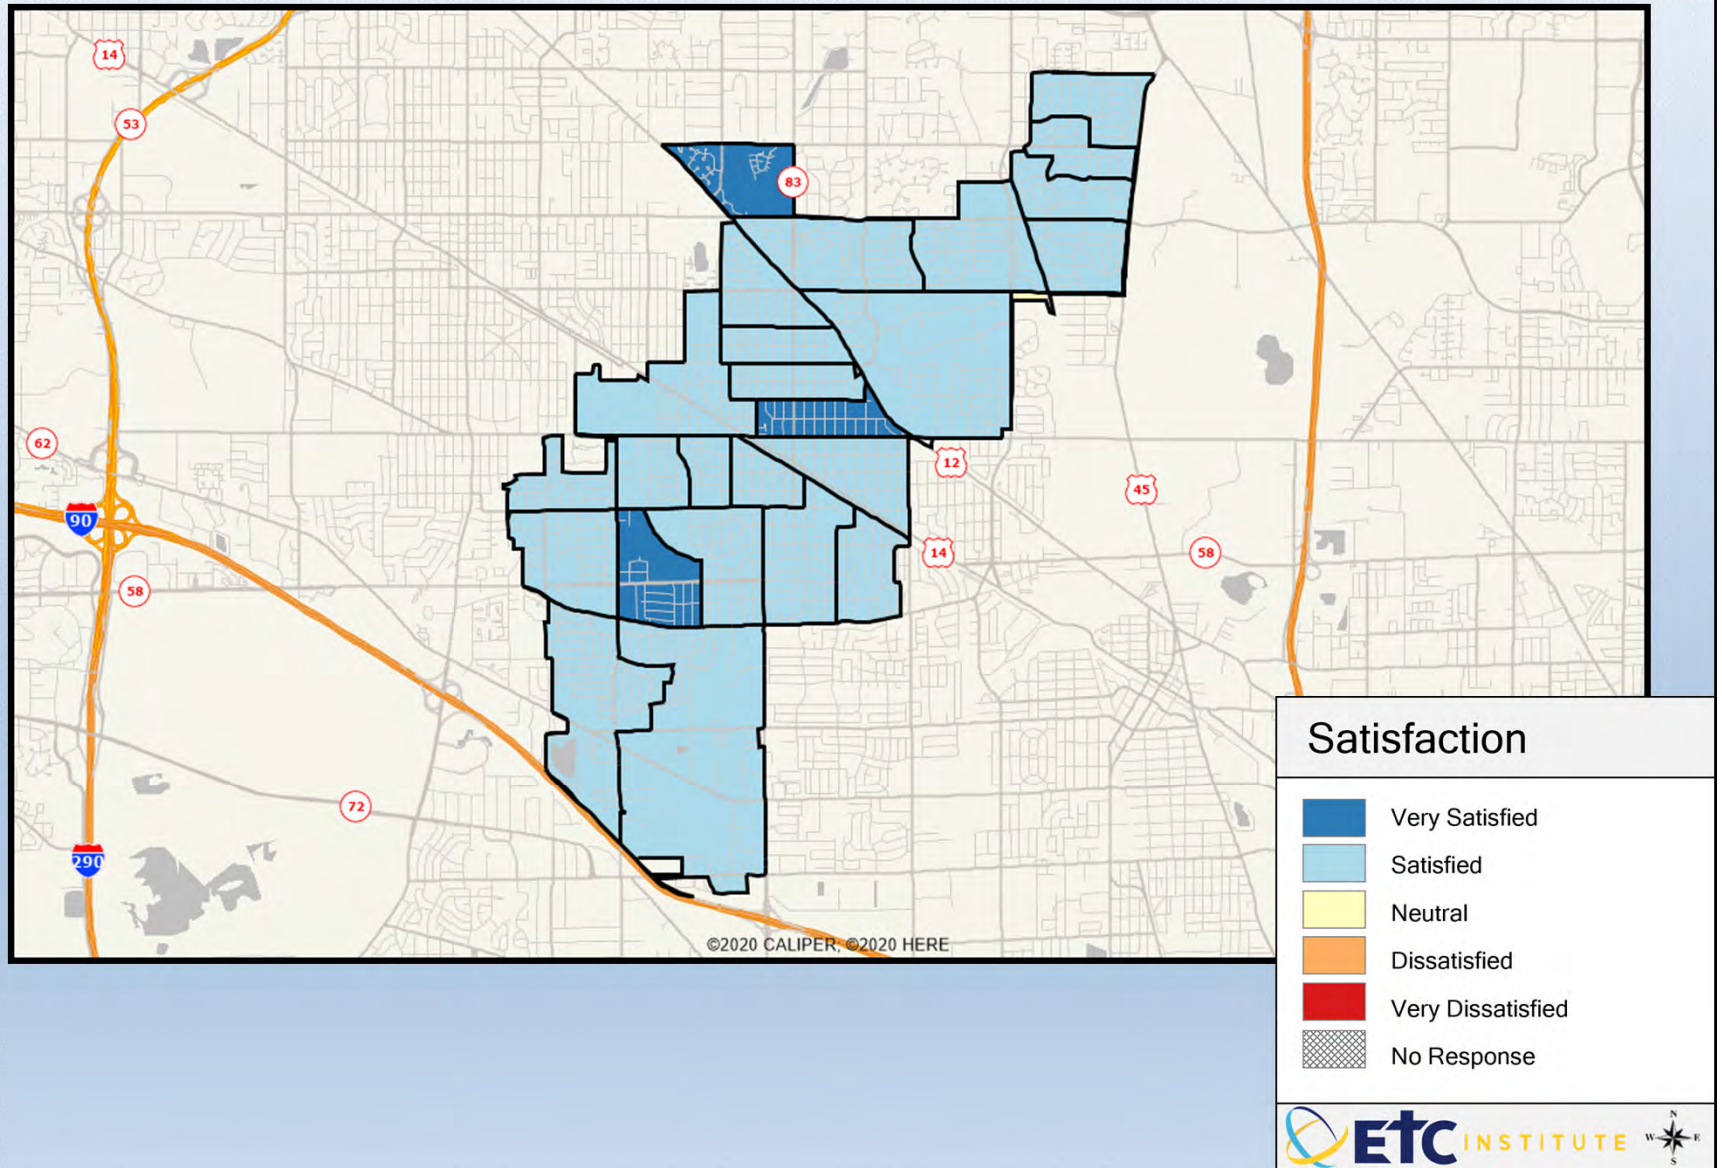 14
53
83
62
12
45
90
14
58
58
72
290
©2020 CALIPER; ©2020 HERE
Satisfaction
Very Satisfied
Satisfied
Neutral
Dissatisfied
Very Dissatisfied
No Response
ETC INSTITUTE
N
W E
S